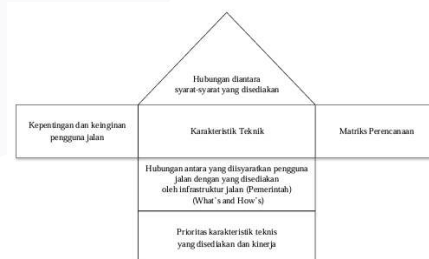 Hubungan diantara
syarat-syarat yang disediakan
Kepentingan dan keinginan
pengguna jalan
Karakteristik Teknik
Matriks Perencanaan
Hubungan antara yang diisyaratkan pengguna
jalan dengan yang disediakan
oleh infrastruktur jalan (Pemerintah)
(What's and How's)
Prioritas karakteristik teknis
yang disediakan dan kinerja